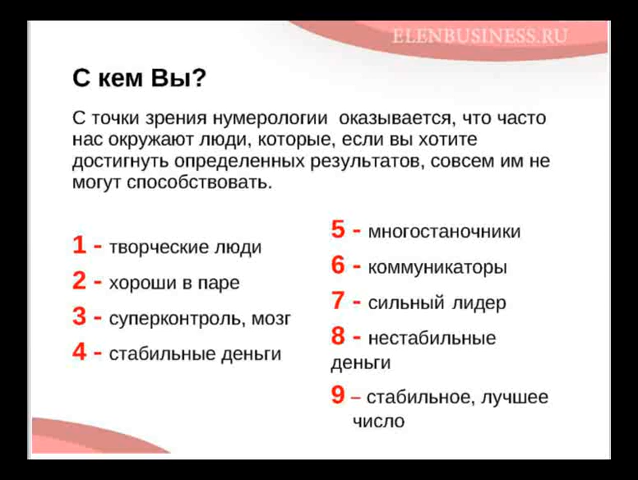 ELENBUSINESS.RU
С кем Вы?
С точки зрения нумерологии оказывается, что часто
нас окружают люди, которые, если вы хотите
достигнуть определенных результатов, совсем им не
могут способствовать.
1 - творческие люди
2 - хороши в паре
3 - суперконтроль, мозг
4 - стабильные деньги
5 - многостаночники
6 - коммуникаторы
7 - сильный лидер
8 - нестабильные
деньги
9 – стабильное, лучшее
число